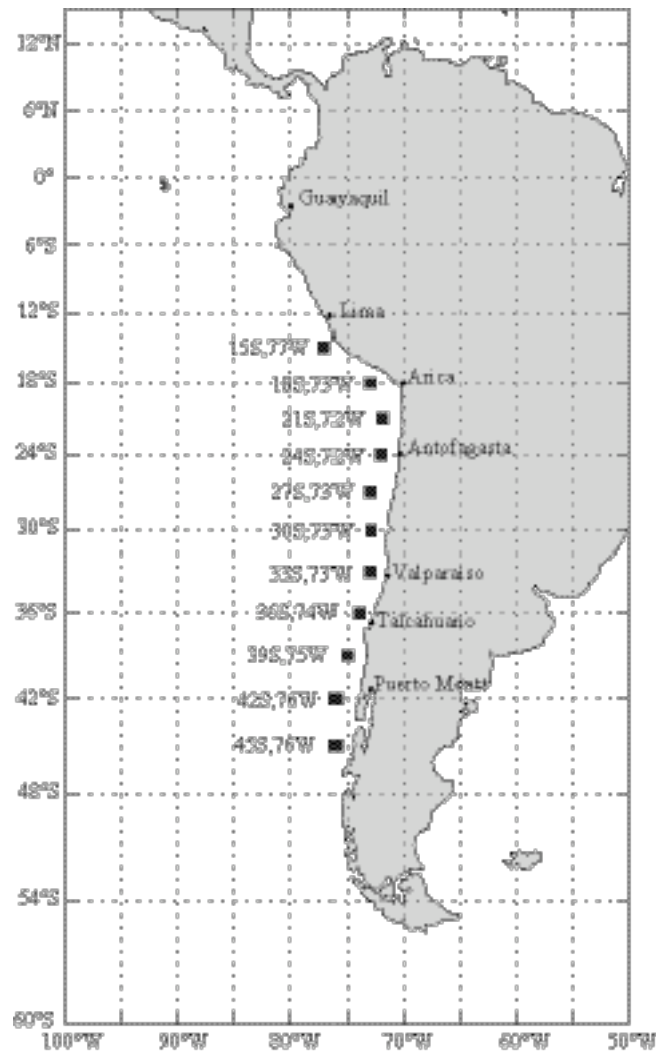 12°N
6°N
0°
Guayaquil
6°S
12°S
Lima
15S,77W
18°S
18S,73W
Arica
21S,72W
24°S
24S,72W
Antofagasta
27S,73W
30°S
30S,73W
33S,73W
Valparaiso
36°S
36S,74W
Talcahuano
39S,75W
Puerto Montt
42°S
42S,76W
45S,76W
48°S
54°S
60°S
100°W
90°W
80°W
70°W
60°W
50°W